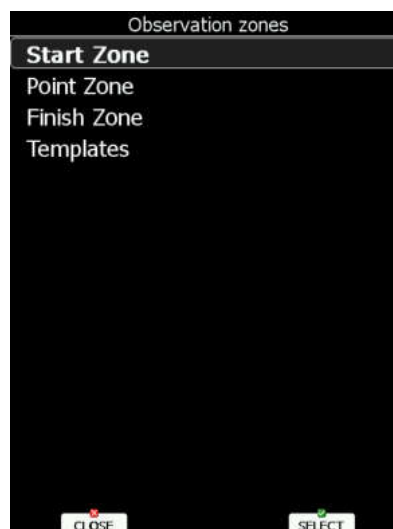 Observation zones
Start Zone
Point Zone
Finish Zone
Templates
CLOSE
SELECT